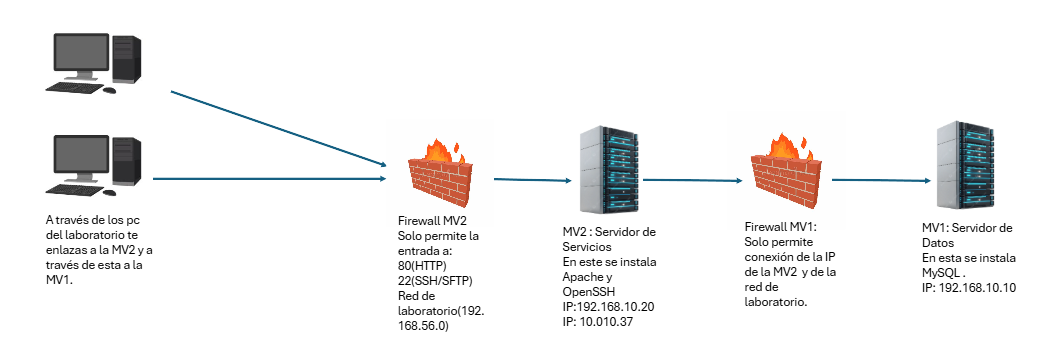 A través de los pc
del laboratorio te
enlazas a la MV2 y a
través de esta a la
MV1.
Firewall MV2
Solo permite la
entrada a:
80(HTTP)
22(SSH/SFTP)
Red de
laboratorio(192.
168.56.0)
MV2 : Servidor de
Servicios
En este se instala
Apache y
OpenSSH
IP:192.168.10.20
IP: 10.010.37
Firewall MV1:
Solo permite
conexión de la IP
de la MV2 y de la
red de
laboratorio.
MV1: Servidor de
Datos
En esta se instala
MySQL .
IP: 192.168.10.10